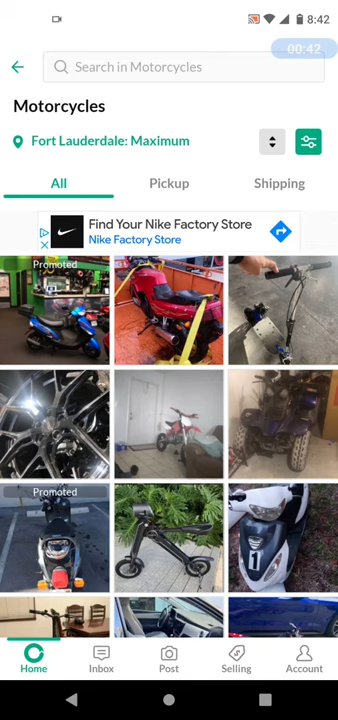 8:42
00:42
Search in Motorcycles
Motorcycles
Fort Lauderdale: Maximum
All
Pickup
Shipping
Find Your Nike Factory Store
Nike Factory Store
Promoted
Promoted
1
Home
Inbox
Post
Selling
Account